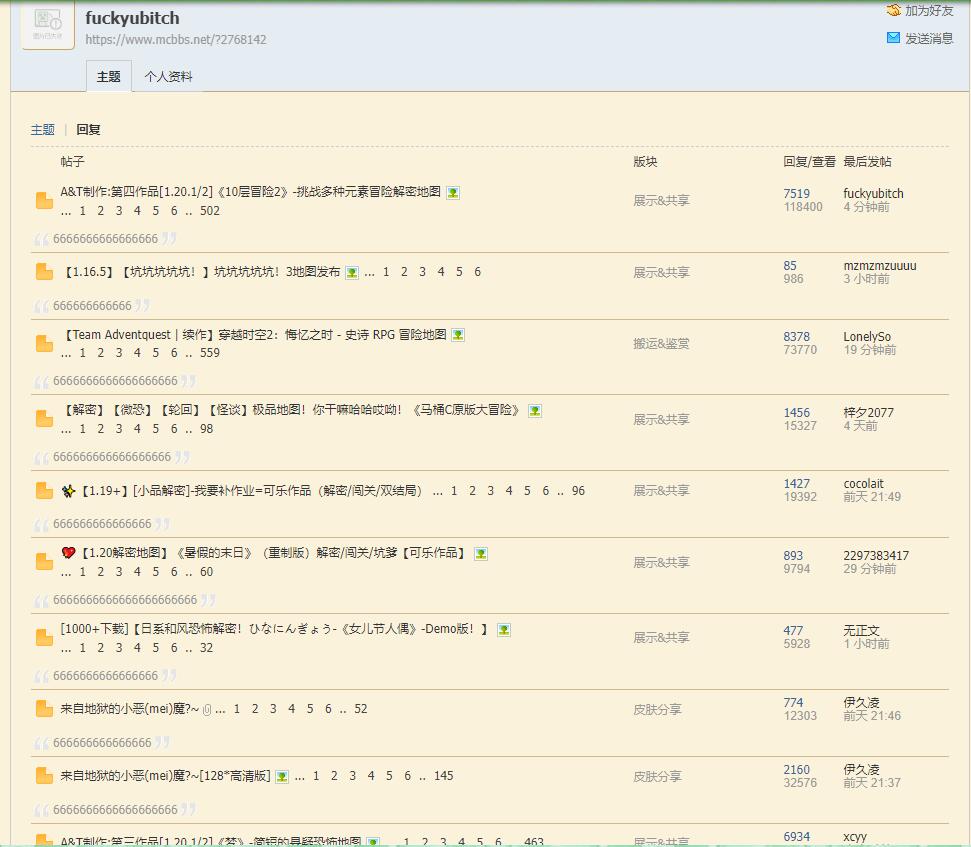 fuckyubitch
https://www.mcbbs.net/?2768142
加为好友
发送消息
主题 个人资料
主题 | 回复
帖子 版块 回复/查看 最后发帖
A&T制作:第四作品[1.20.1/2]《10层冒险2》-挑战多种元素冒险解密地图
... 1 2 3 4 5 6 .. 502
展示&共享
7519
118400
fuckyubitch
4 分钟前
6666666666666666
【1.16.5】【坑坑坑坑坑！】坑坑坑坑坑！3地图发布 ... 1 2 3 4 5 6
展示&共享
85
986
mzmzmzuuuu
3 小时前
666666666666
【Team Adventquest | 续作】穿越时空2：悔忆之时 - 史诗 RPG 冒险地图
... 1 2 3 4 5 6 .. 559
搬运&鉴赏
8378
73770
LonelySo
19 分钟前
6666666666666666666
【解密】【微恐】【轮回】【怪谈】极品地图！你干嘛哈哈哎呦！《马桶C原版大冒险》
... 1 2 3 4 5 6 .. 98
展示&共享
1456
15327
梓夕2077
4 天前
666666666666666666
【1.19+】[小品解密]-我要补作业=可乐作品（解密/闯关/双结局） ... 1 2 3 4 5 6 .. 96
展示&共享
1427
19392
cocolait
前天 21:49
666666666666666
【1.20解密地图】《暑假的末日》（重制版）解密/闯关/坑爹【可乐作品】
... 1 2 3 4 5 6 .. 60
展示&共享
893
9794
2297383417
29 分钟前
6666666666666666666666
[1000+下载]【日系和风恐怖解密！ひなにんぎょう-《女儿节人偶》-Demo版！】
... 1 2 3 4 5 6 .. 32
展示&共享
477
5928
无正文
1 小时前
6666666666666666
来自地狱的小恶(mei)魔?~ ... 1 2 3 4 5 6 .. 52
皮肤分享
774
12303
伊久凌
前天 21:46
666666666666666
来自地狱的小恶(mei)魔?~[128*高清版] ... 1 2 3 4 5 6 .. 145
皮肤分享
2160
32576
伊久凌
前天 21:37
6666666666666666666
A&T制作:第三作品[1.20.1/2]《梦》-简短的悬疑恐怖地图 ... 1 2 3 4 5 6 .. 463
展示&共享
6934
xcyy